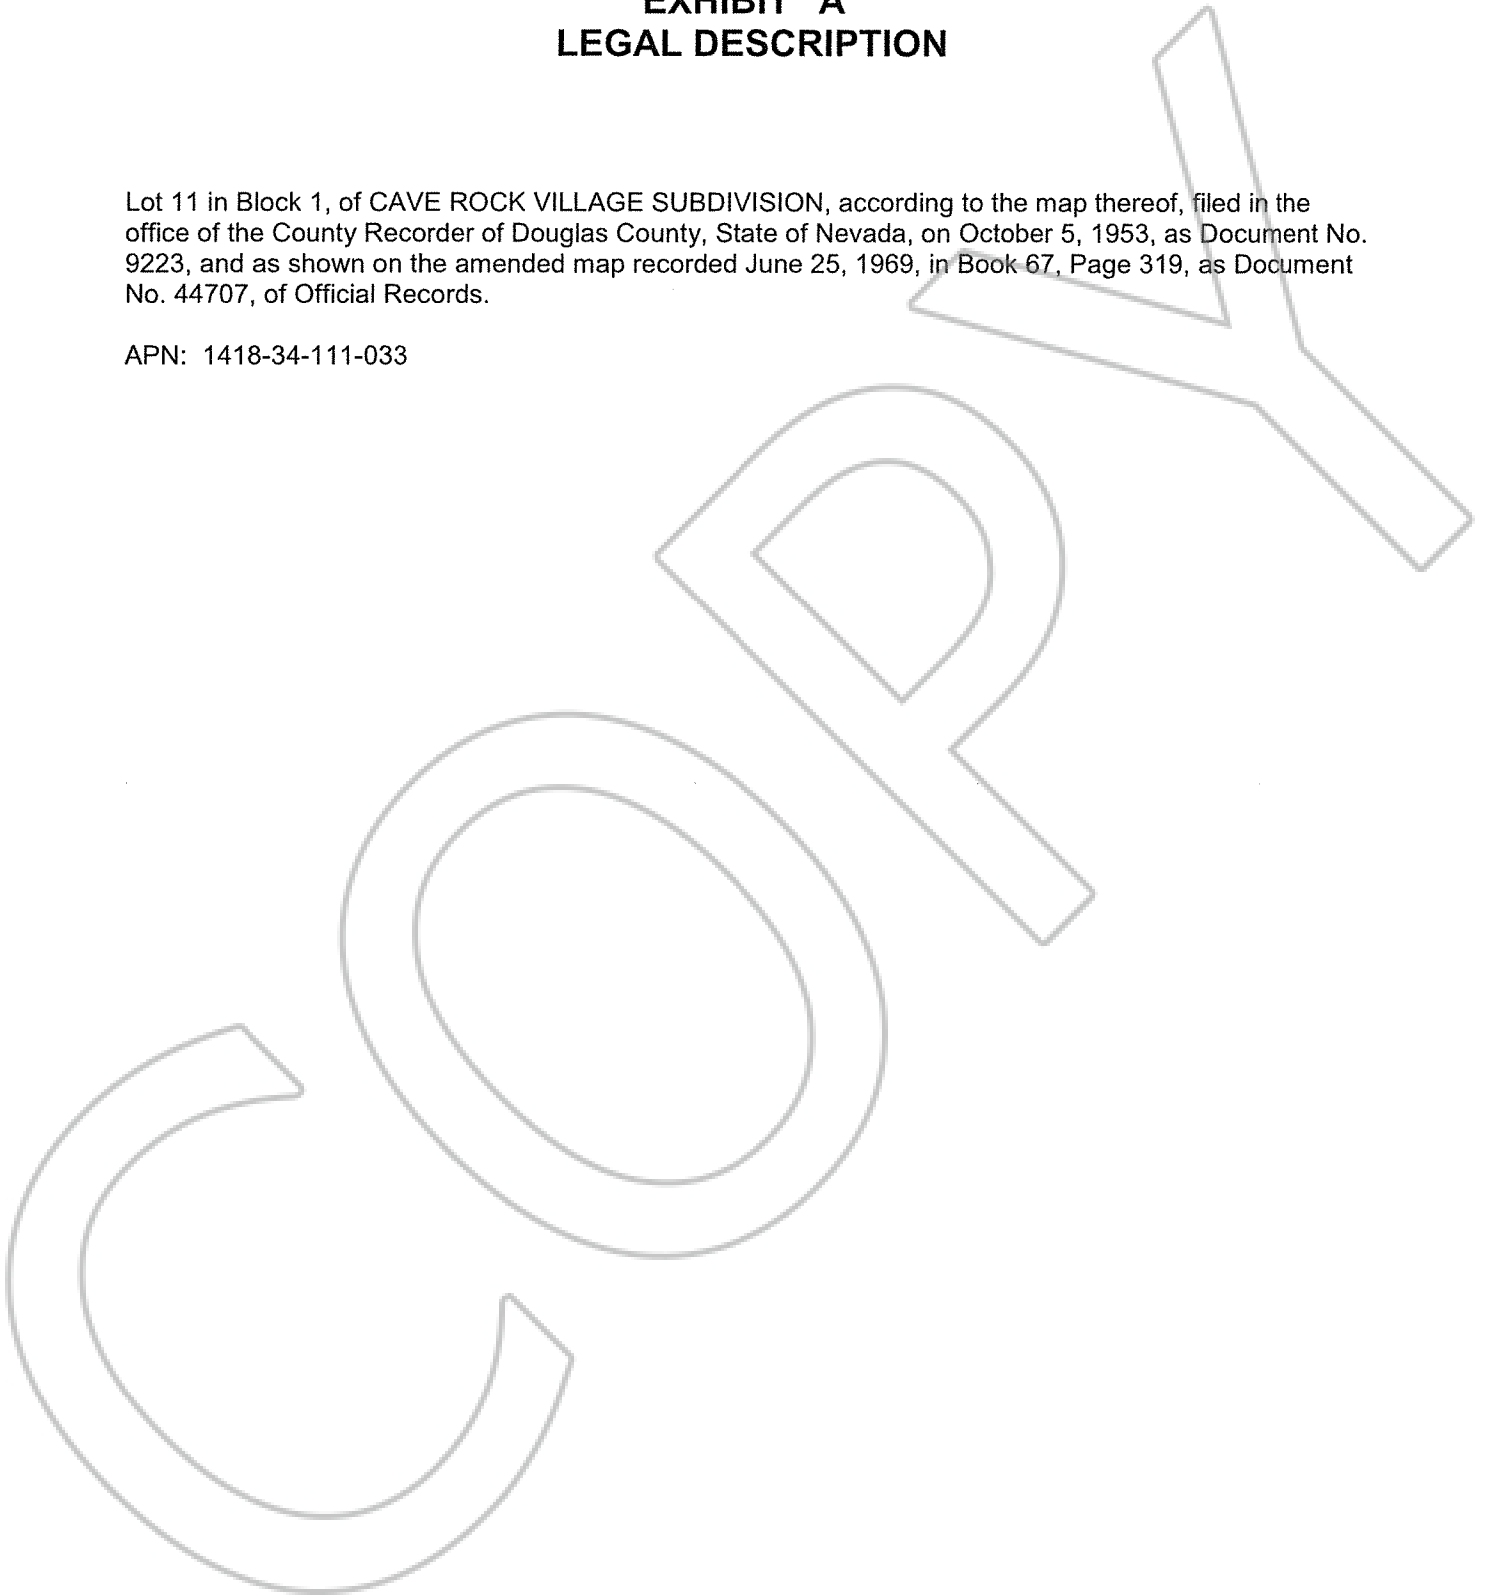 EXHIBIT "A"
LEGAL DESCRIPTION
Lot 11 in Block 1, of CAVE ROCK VILLAGE SUBDIVISION, according to the map thereof, filed in the
office of the County Recorder of Douglas County, State of Nevada, on October 5, 1953, as Document No.
9223, and as shown on the amended map recorded June 25, 1969, in Book 67, Page 319, as Document
No. 44707, of Official Records.
APN: 1418-34-111-033
COPY